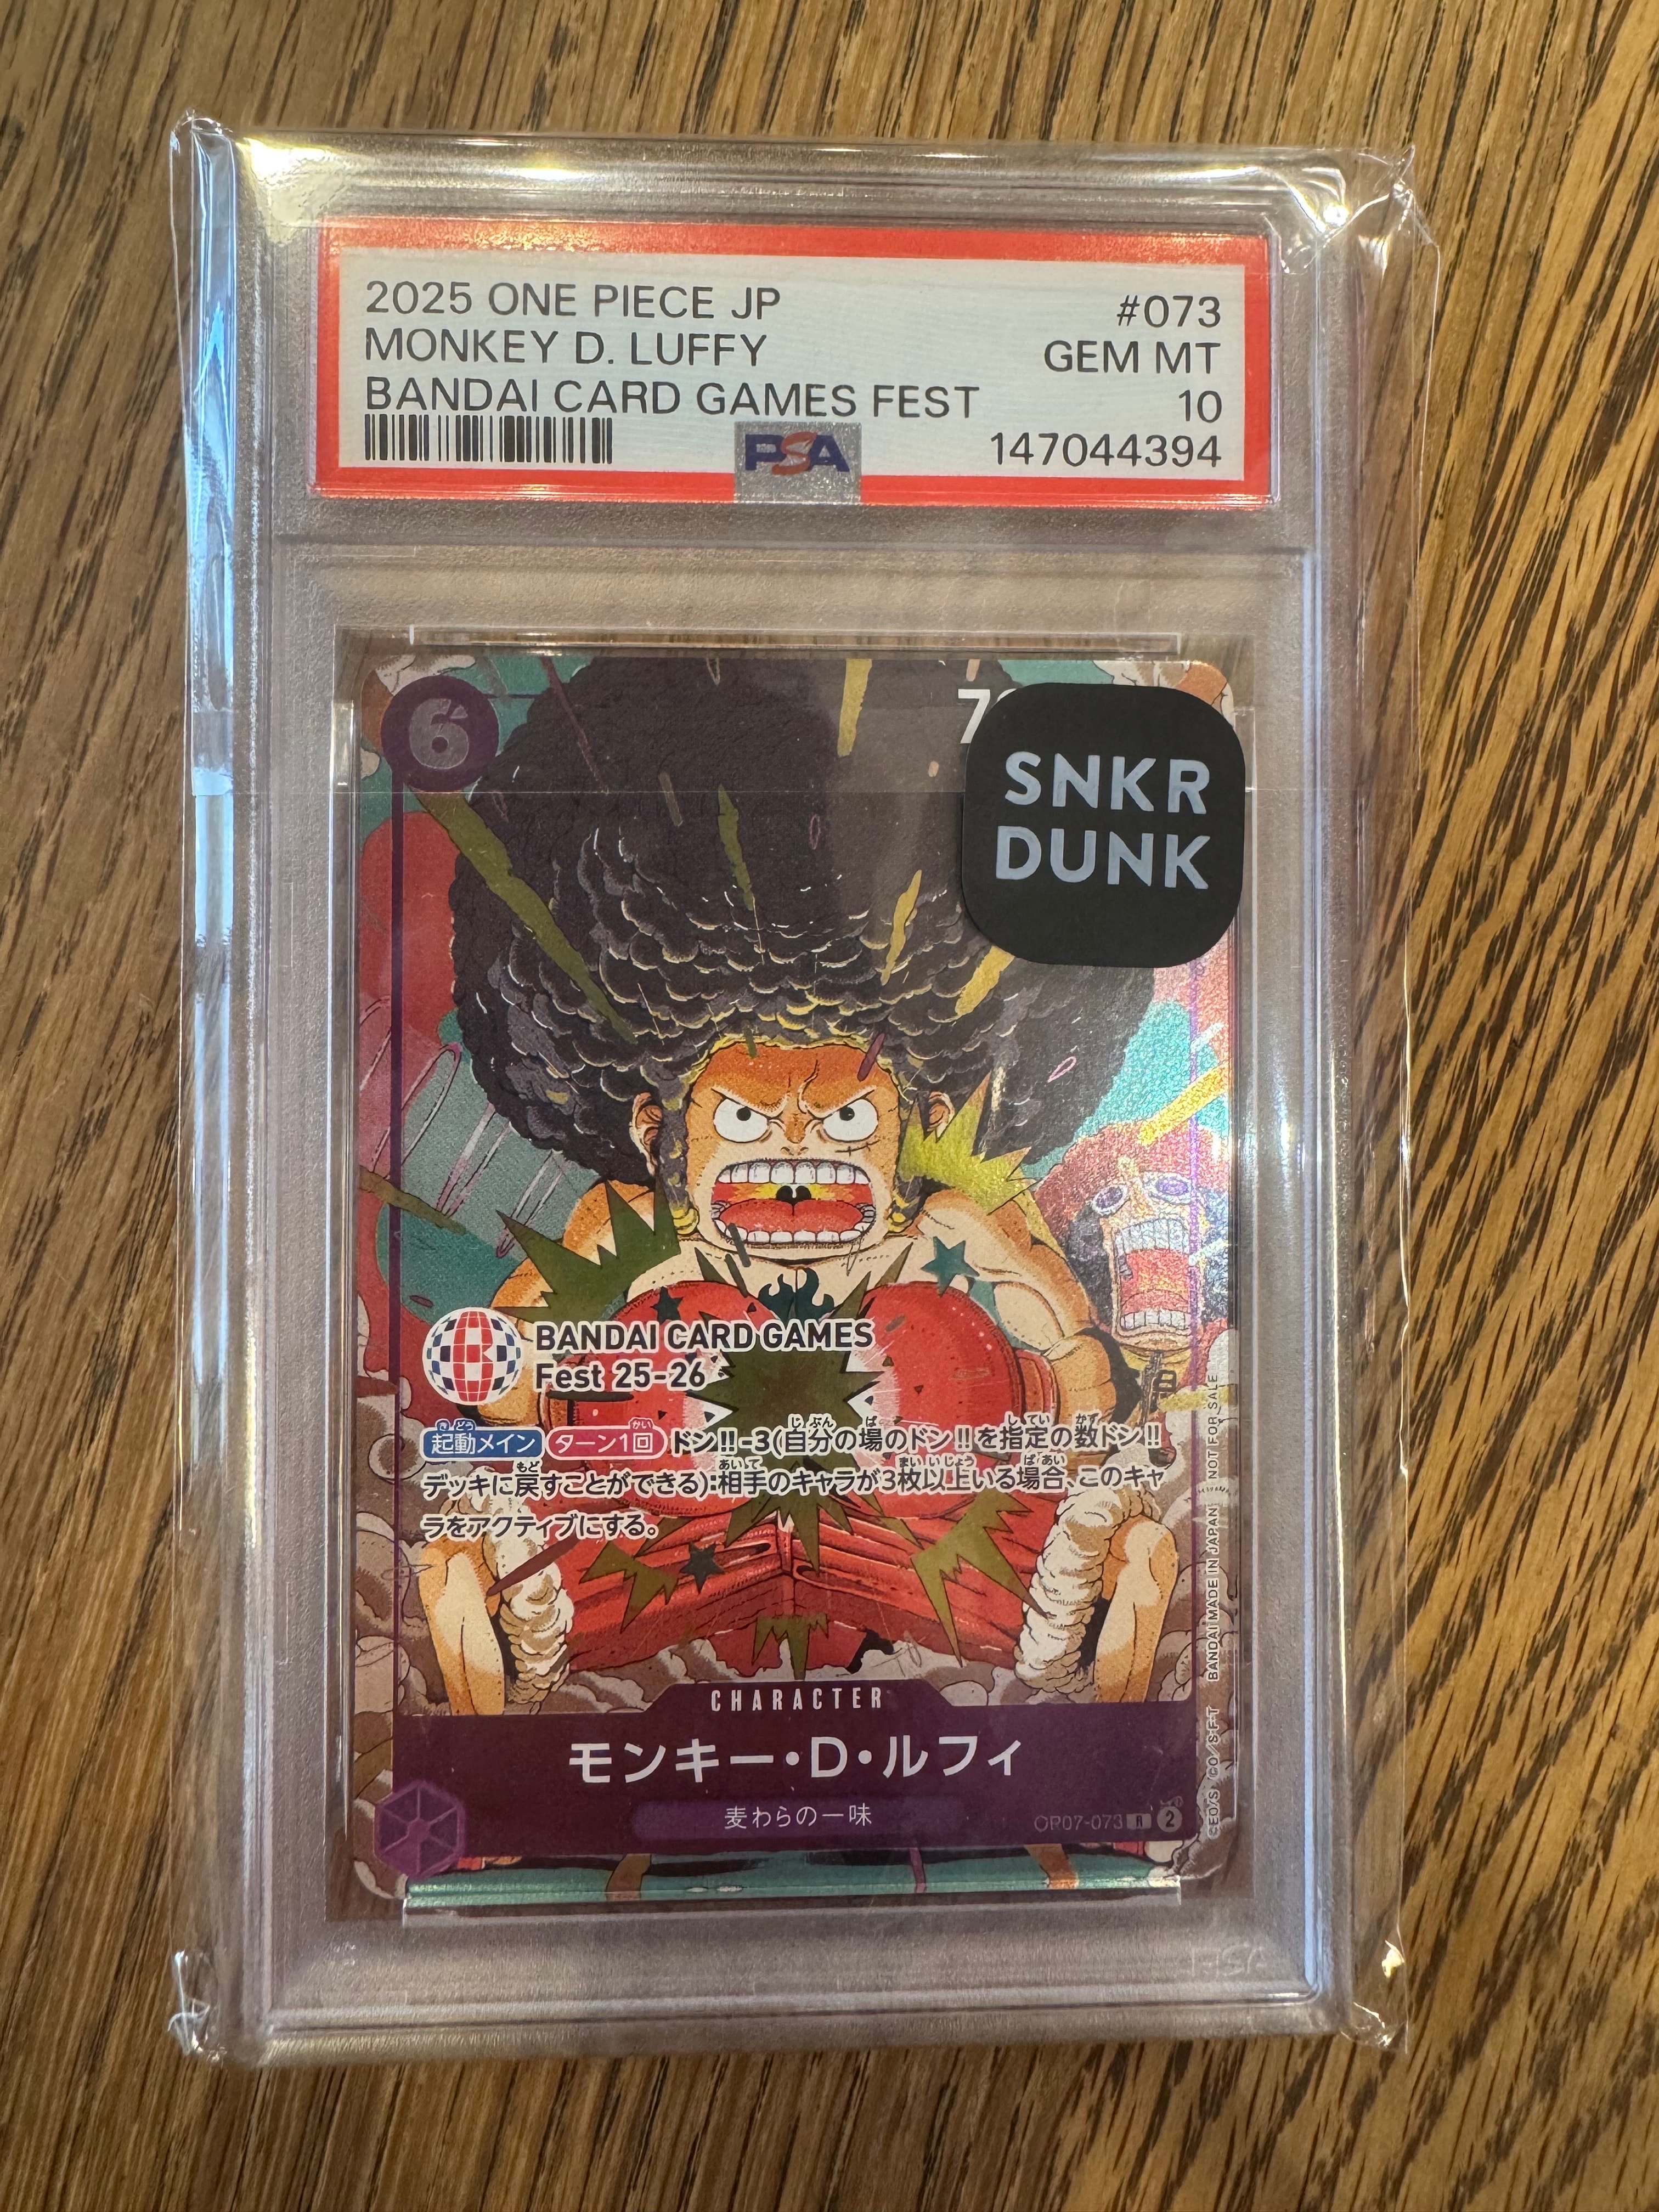 2025 ONE PIECE JP #073
MONKEY D. LUFFY GEM MT
BANDAI CARD GAMES FEST 10
PSA 147044394
6
SNKR
DUNK
BANDAI CARD GAMES
Fest 25-26
起動メイン ターン1回 ドン!!-3(自分の場のドン!!を指定の数ドン!!
デッキに戻すことができる):相手のキャラが3枚以上いる場合、このキャ
ラをアクティブにする。
CHARACTER
モンキー・D・ルフィ
麦わらの一味
OP07-073 R 2
©EO/S, CO/S, F, T BANDAI MADE IN JAPAN NOT FOR SALE
PSA